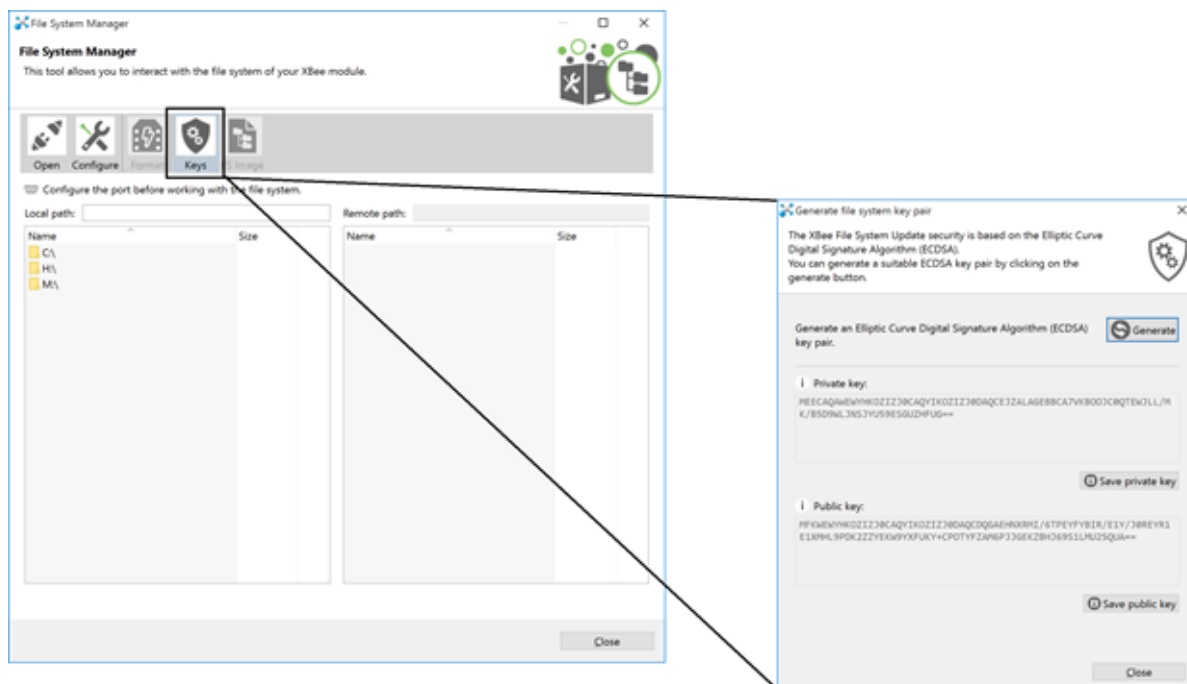 File System Manager
File System Manager
This tool allows you to interact with the file system of your XBee module.
Open Configure Format Keys FS Image
Configure the port before working with the file system.
Local path:
Remote path:
Name Size
Name Size
C:\
H:\
M:\
Close
Generate file system key pair
The XBee File System Update security is based on the Elliptic Curve
Digital Signature Algorithm (ECDSA).
You can generate a suitable ECDSA key pair by clicking on the
generate button.
Generate an Elliptic Curve Digital Signature Algorithm (ECDSA)
key pair.
Generate
Private key:
Save private key
Public key:
Save public key
Close